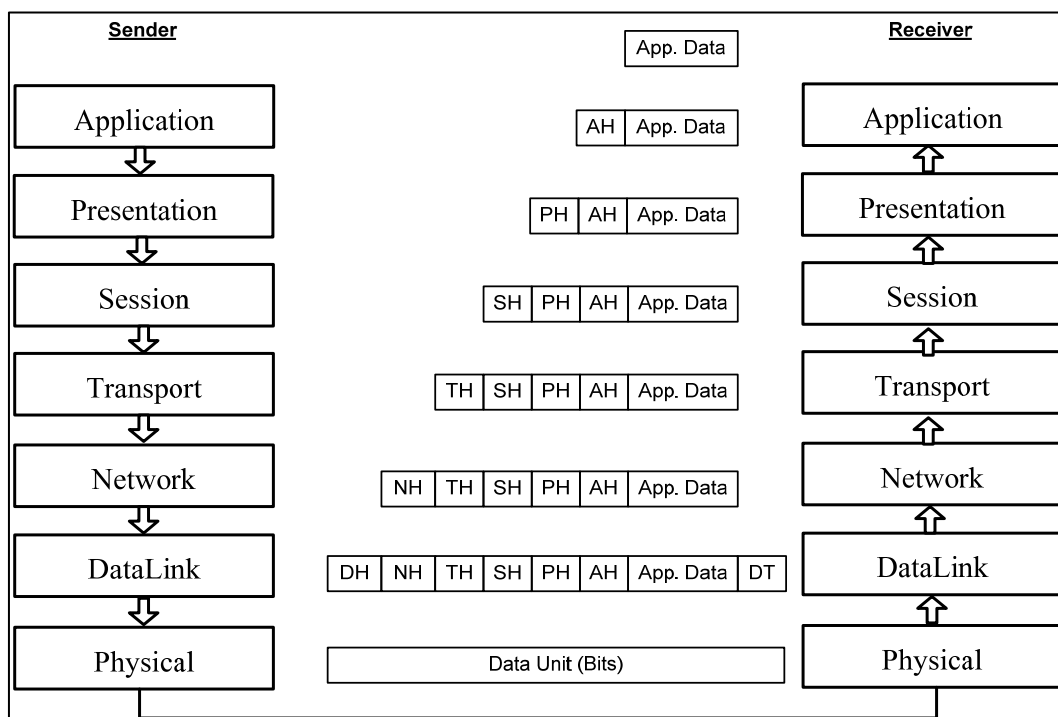 Sender
Receiver
App. Data
Application
AH App. Data
Application
Presentation
PH AH App. Data
Presentation
Session
SH PH AH App. Data
Session
Transport
TH SH PH AH App. Data
Transport
Network
NH TH SH PH AH App. Data
Network
DataLink
DH NH TH SH PH AH App. Data DT
DataLink
Physical
Data Unit (Bits)
Physical